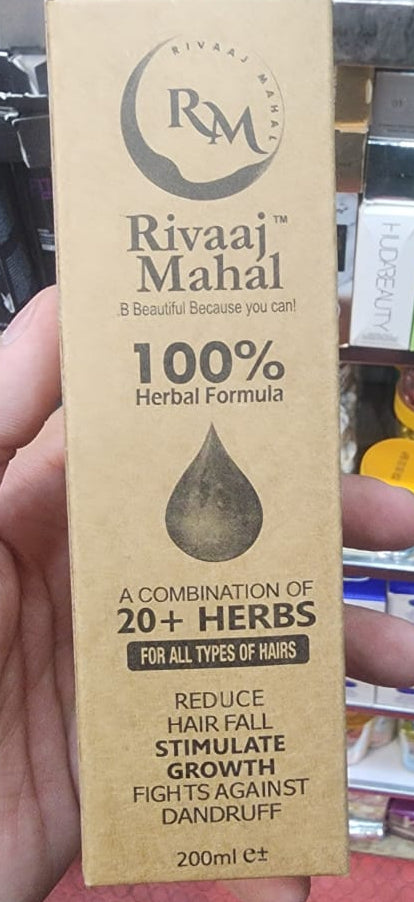 RIVAAJ MAHAL
RM
Rivaaj™
Mahal
.B Beautiful Because you can!
100%
Herbal Formula
A COMBINATION OF
20+ HERBS
FOR ALL TYPES OF HAIRS
REDUCE
HAIR FALL
STIMULATE
GROWTH
FIGHTS AGAINST
DANDRUFF
200ml e±
HUDABEAUTY